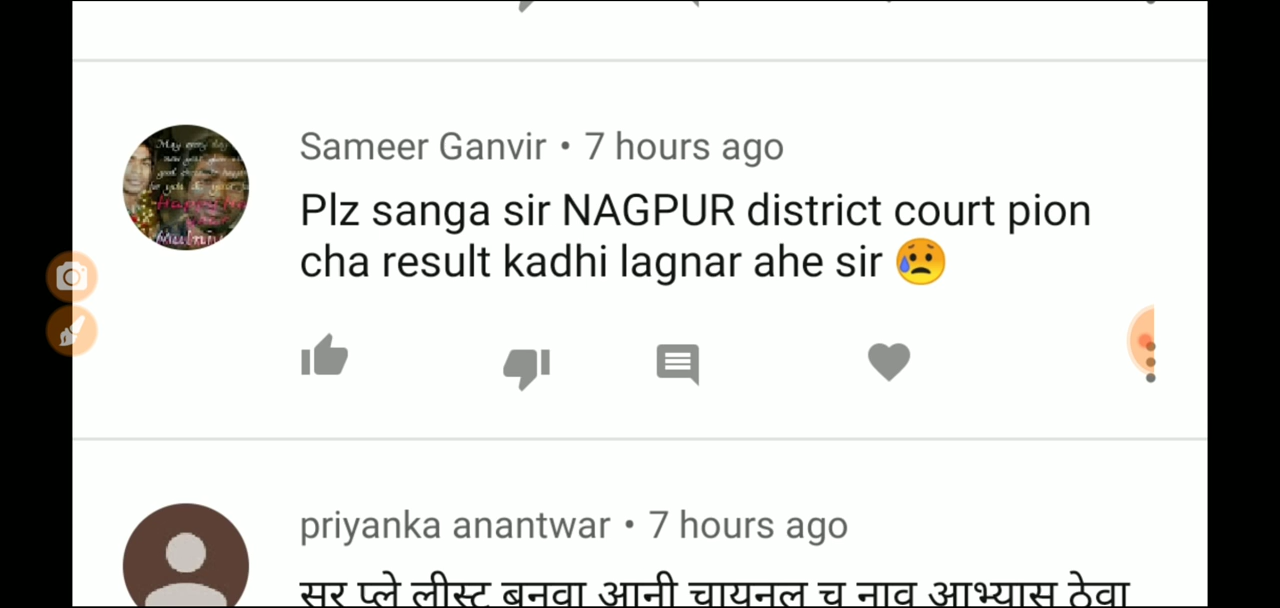 Sameer Ganvir • 7 hours ago
Plz sanga sir NAGPUR district court pion
cha result kadhi lagnar ahe sir 😥
priyanka anantwar • 7 hours ago
सर प्ले लीस्ट बनवा आनी चायनल च नाव आभ्यास ठेवा